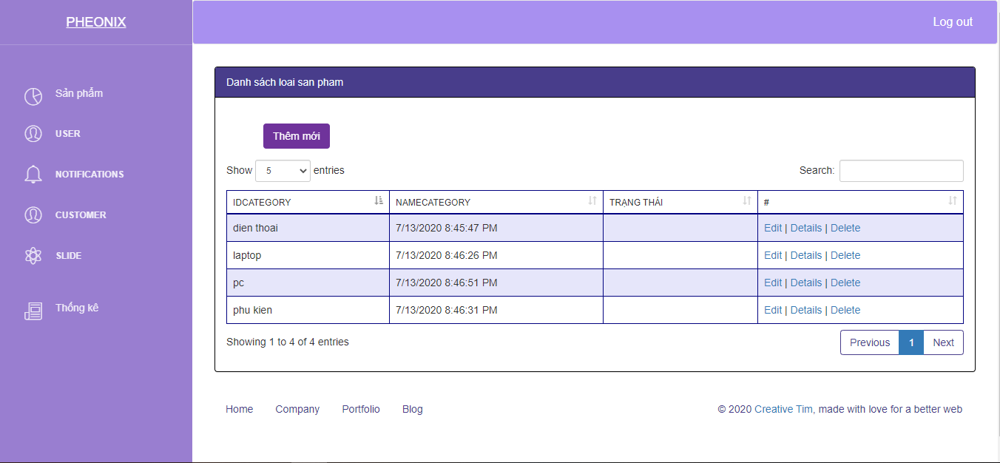 PHEONIX
Log out
Sản phẩm
USER
NOTIFICATIONS
CUSTOMER
SLIDE
Thống kê
Danh sách loai san pham
Thêm mới
Show 5 entries Search:
IDCATEGORY NAMECATEGORY TRẠNG THÁI #
dien thoai 7/13/2020 8:45:47 PM Edit | Details | Delete
laptop 7/13/2020 8:46:26 PM Edit | Details | Delete
pc 7/13/2020 8:46:51 PM Edit | Details | Delete
phu kien 7/13/2020 8:46:31 PM Edit | Details | Delete
Showing 1 to 4 of 4 entries Previous 1 Next
Home Company Portfolio Blog © 2020 Creative Tim, made with love for a better web